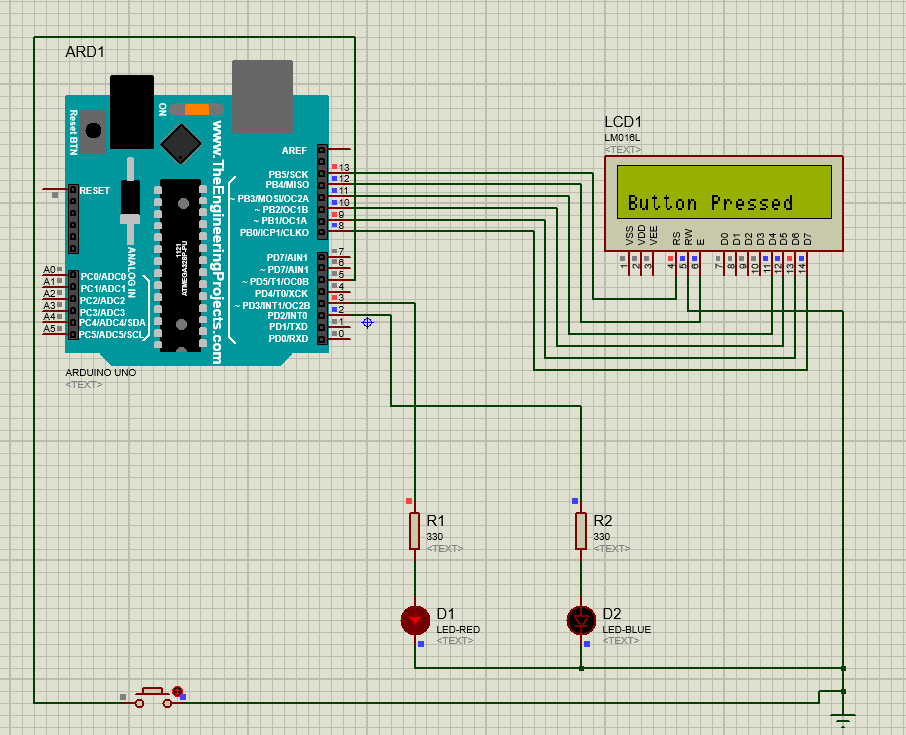 ARD1
Reset BTN
ON
www.TheEngineeringProjects.com
AREF
RESET
PB5/SCK
13
PB4/MISO
12
~ PB3/MOSI/OC2A
11
~ PB2/OC1B
10
~ PB1/OC1A
9
PB0/ICP1/CLKO
8
PD7/AIN1
7
~ PD7/AIN1
6
~ PD5/T1/OC0B
5
PD4/T0/XCK
4
~ PD3/INT1/OC2B
3
PD2/INT0
2
PD1/TXD
1
PD0/RXD
0
ANALOG IN
1121
ATMEGA328P-PU
A0
PC0/ADC0
A1
PC1/ADC1
A2
PC2/ADC2
A3
PC3/ADC3
A4
PC4/ADC4/SDA
A5
PC5/ADC5/SCL
ARDUINO UNO
<TEXT>
LCD1
LM016L
<TEXT>
Button Pressed
VSS VDD VEE RS RW E D0 D1 D2 D3 D4 D5 D6 D7
1 2 3 4 5 6 7 8 9 10 11 12 13 14
R1
330
<TEXT>
R2
330
<TEXT>
D1
LED-RED
<TEXT>
D2
LED-BLUE
<TEXT>